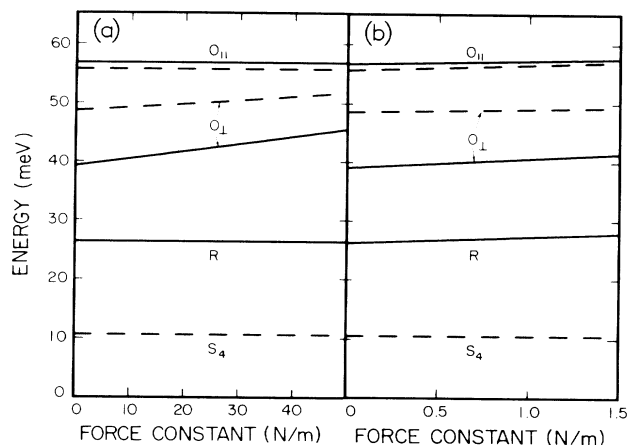 (a)
(b)
ENERGY (meV)
60
50
40
30
20
10
0
O∥
O⊥
R
S₄
O∥
O⊥
R
S₄
0 10 20 30 40
0 0.5 1.0 1.5
FORCE CONSTANT (N/m)
FORCE CONSTANT (N/m)